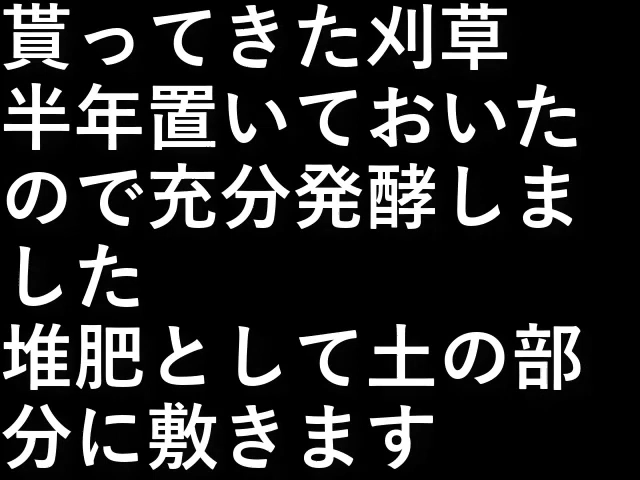 貰ってきた刈草
半年置いておいた
ので充分発酵しま
しました
堆肥として土の部
分に敷きます